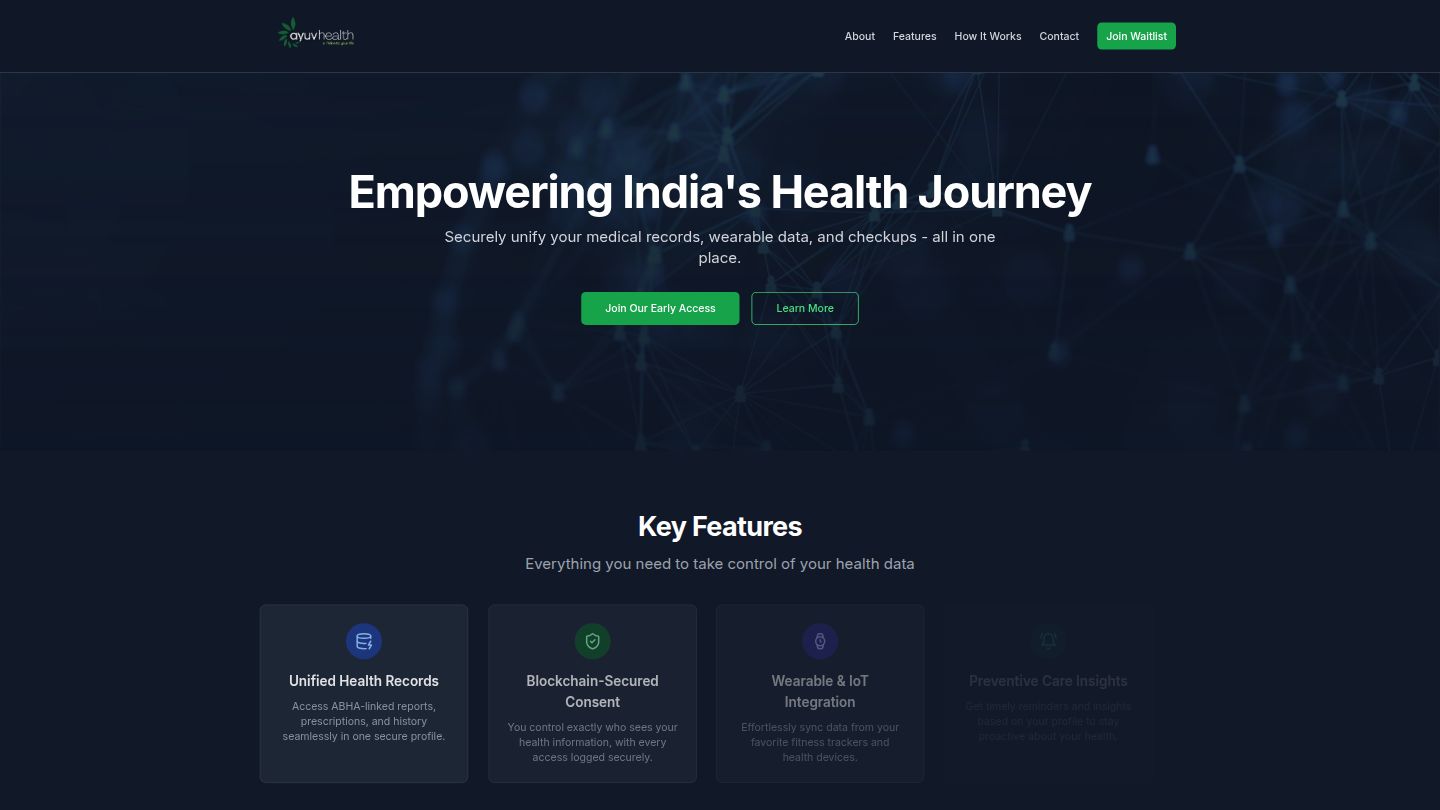 ayuvhealth
About
Features
How It Works
Contact
Join Waitlist
Empowering India's Health Journey
Securely unify your medical records, wearable data, and checkups - all in one
place.
Join Our Early Access
Learn More
Key Features
Everything you need to take control of your health data
Unified Health Records
Access ABHA-linked reports,
prescriptions, and history
seamlessly in one secure profile.
Blockchain-Secured
Consent
You control exactly who sees your
health information, with every
access logged securely.
Wearable & IoT
Integration
Effortlessly sync data from your
favorite fitness trackers and
health devices.
Preventive Care Insights
Get timely reminders and insights
based on your profile to stay
proactive about your health.